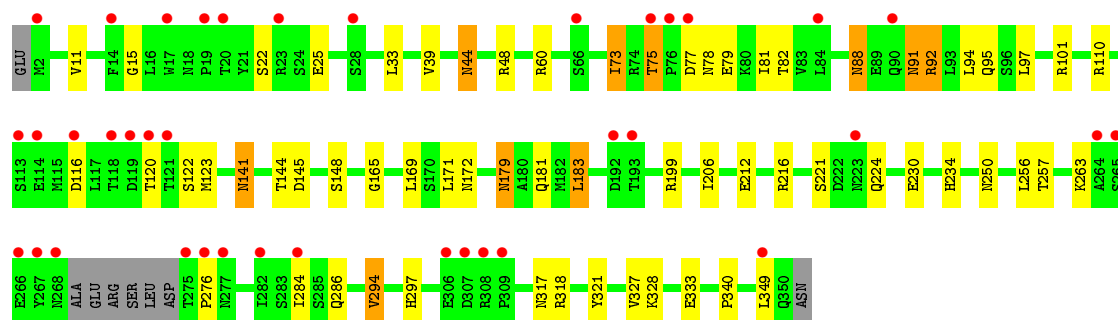 GLU M2 V11 F14 G15 L16 W17 N18 P19 T20 Y21 S22 R23 S24 E25 S28 L33 V39 N44 R48 R60 S66 I73 R74 T75 P76 D77 N78 E79 K80 I81 T82 V83 L84 N88 E89 Q90 N91 R92 L93 L94 Q95 S96 L97 R101 R110
S113 E114 M115 D116 L117 T118 D119 T120 T121 S122 M123 N141 T144 D145 S148 G165 L169 S170 L171 N172 N179 A180 Q181 M182 L183 D192 T193 R199 I206 E212 R216 S221 D222 N223 Q224 E230 H234 N250 L256 T257 K263 A264 S265
E266 Y267 N268 ALA GLU ARG SER LEU ASP T275 P276 N277 I282 S283 I284 S285 Q286 V294 H297 E306 D307 R308 P309 N317 R318 Y321 V327 K328 E333 P340 L349 Q350 ASN